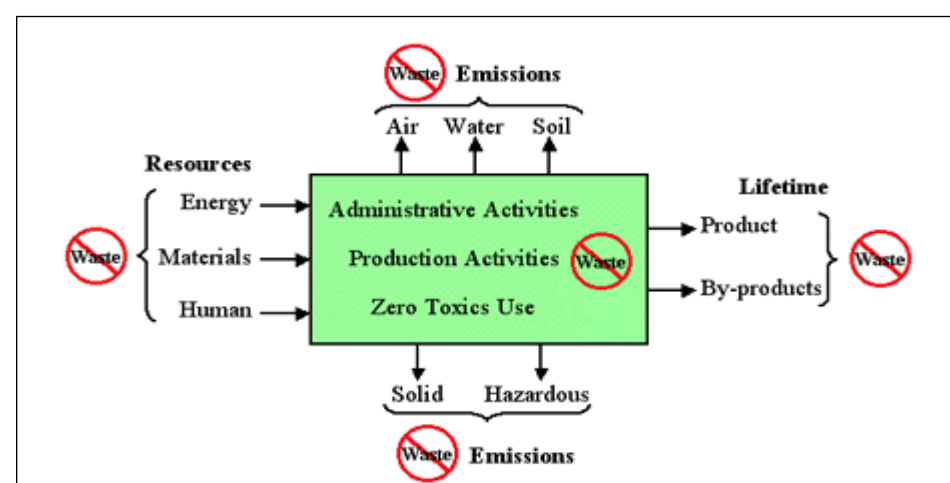 Waste Emissions
Air Water Soil
Resources
Energy
Materials
Human
Waste
Administrative Activities
Production Activities
Waste
Zero Toxics Use
Lifetime
Product
By-products
Waste
Solid Hazardous
Waste Emissions